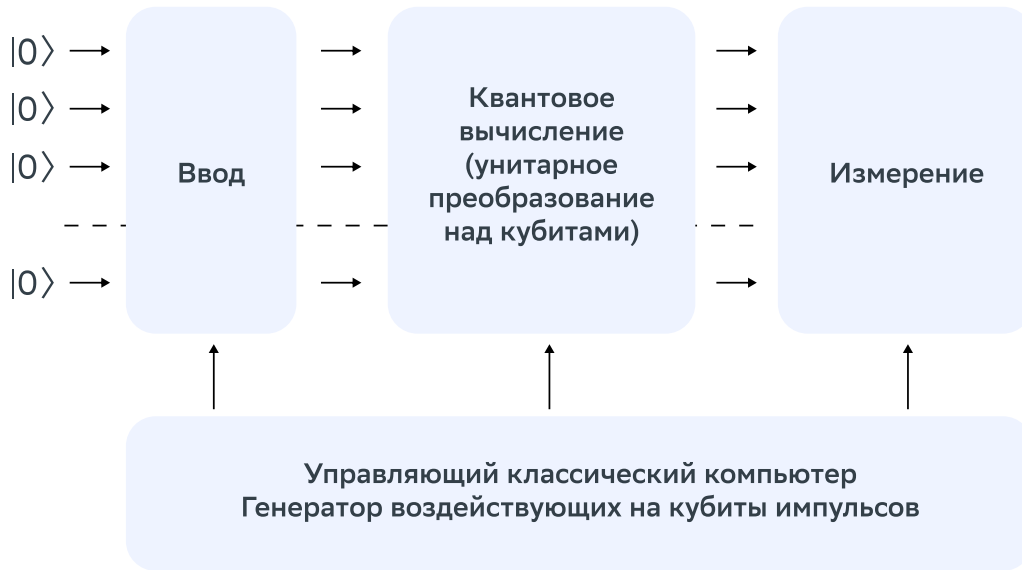 |0⟩
|0⟩
|0⟩
|0⟩
Ввод
Квантовое
вычисление
(унитарное
преобразование
над кубитами)
Измерение
Управляющий классический компьютер
Генератор воздействующих на кубиты импульсов